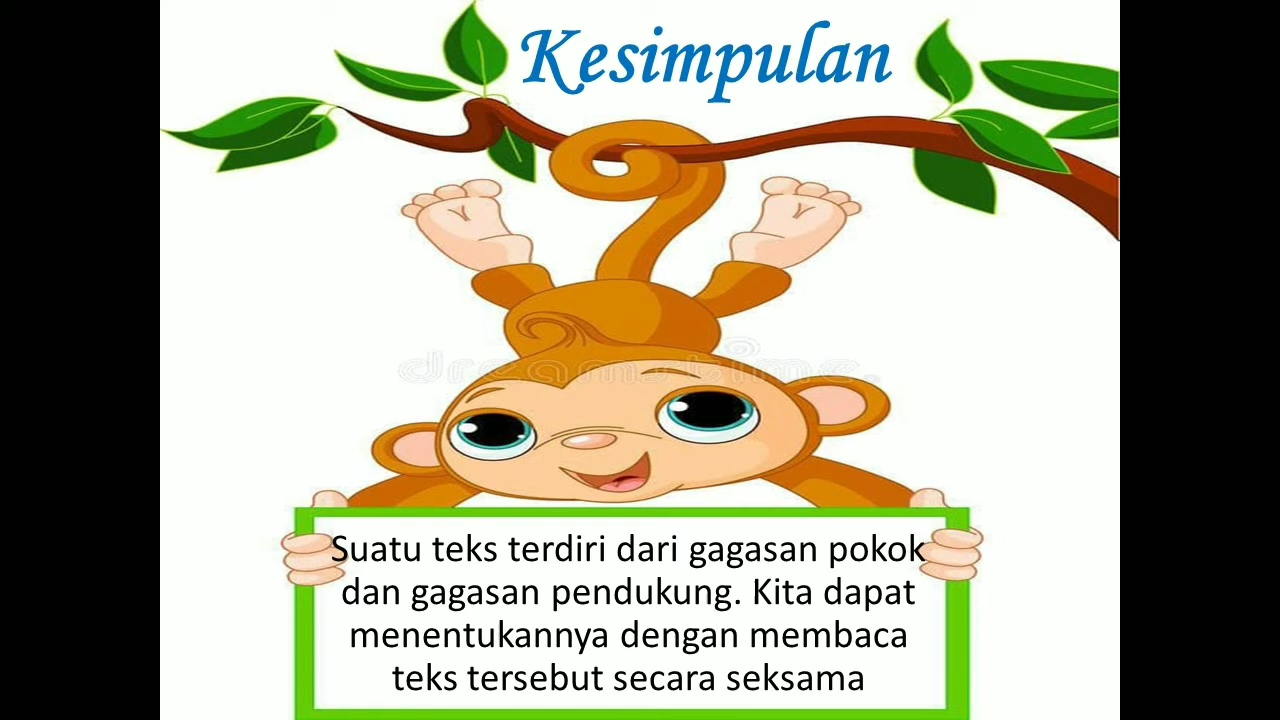 Kesimpulan
dreamstime.
Suatu teks terdiri dari gagasan pokok
dan gagasan pendukung. Kita dapat
menentukannya dengan membaca
teks tersebut secara seksama